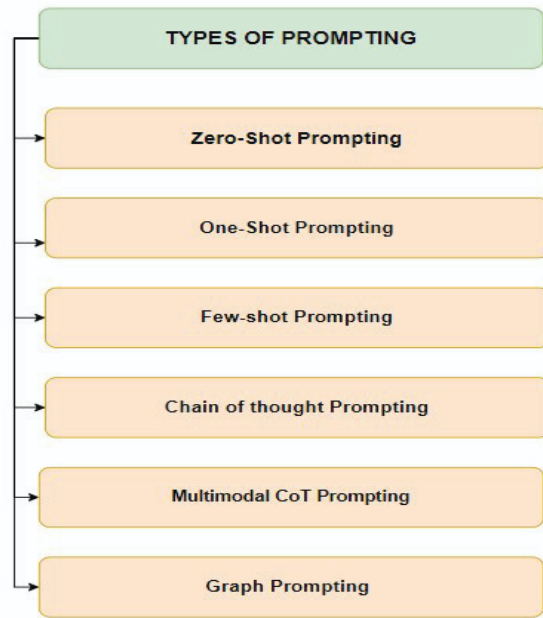 TYPES OF PROMPTING
Zero-Shot Prompting
One-Shot Prompting
Few-shot Prompting
Chain of thought Prompting
Multimodal CoT Prompting
Graph Prompting